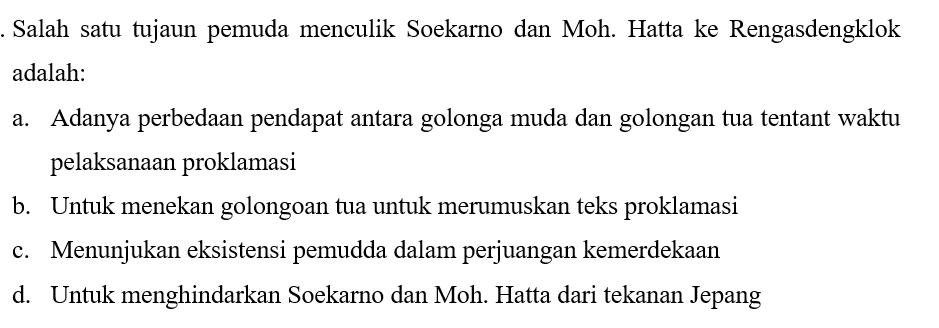 . Salah satu tujaun pemuda menculik Soekarno dan Moh. Hatta ke Rengasdengklok
adalah:
a. Adanya perbedaan pendapat antara golonga muda dan golongan tua tentant waktu
pelaksanaan proklamasi
b. Untuk menekan golongoan tua untuk merumuskan teks proklamasi
c. Menunjukan eksistensi pemudda dalam perjuangan kemerdekaan
d. Untuk menghindarkan Soekarno dan Moh. Hatta dari tekanan Jepang